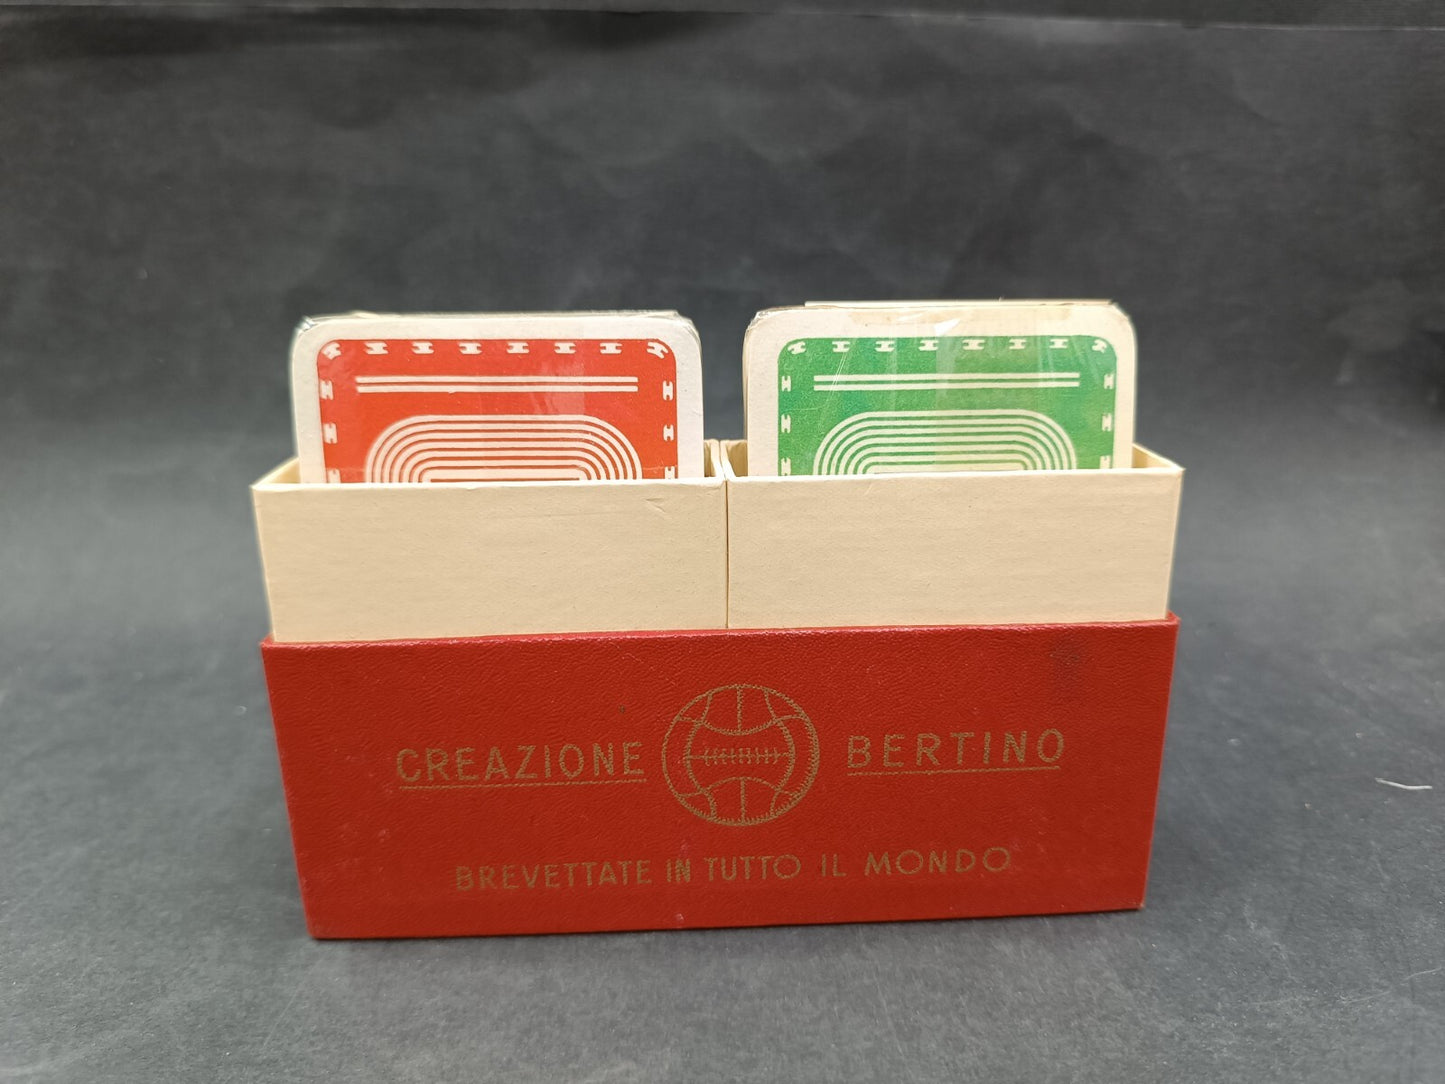 CREAZIONE BERTINO
BREVETTATE IN TUTTO IL MONDO